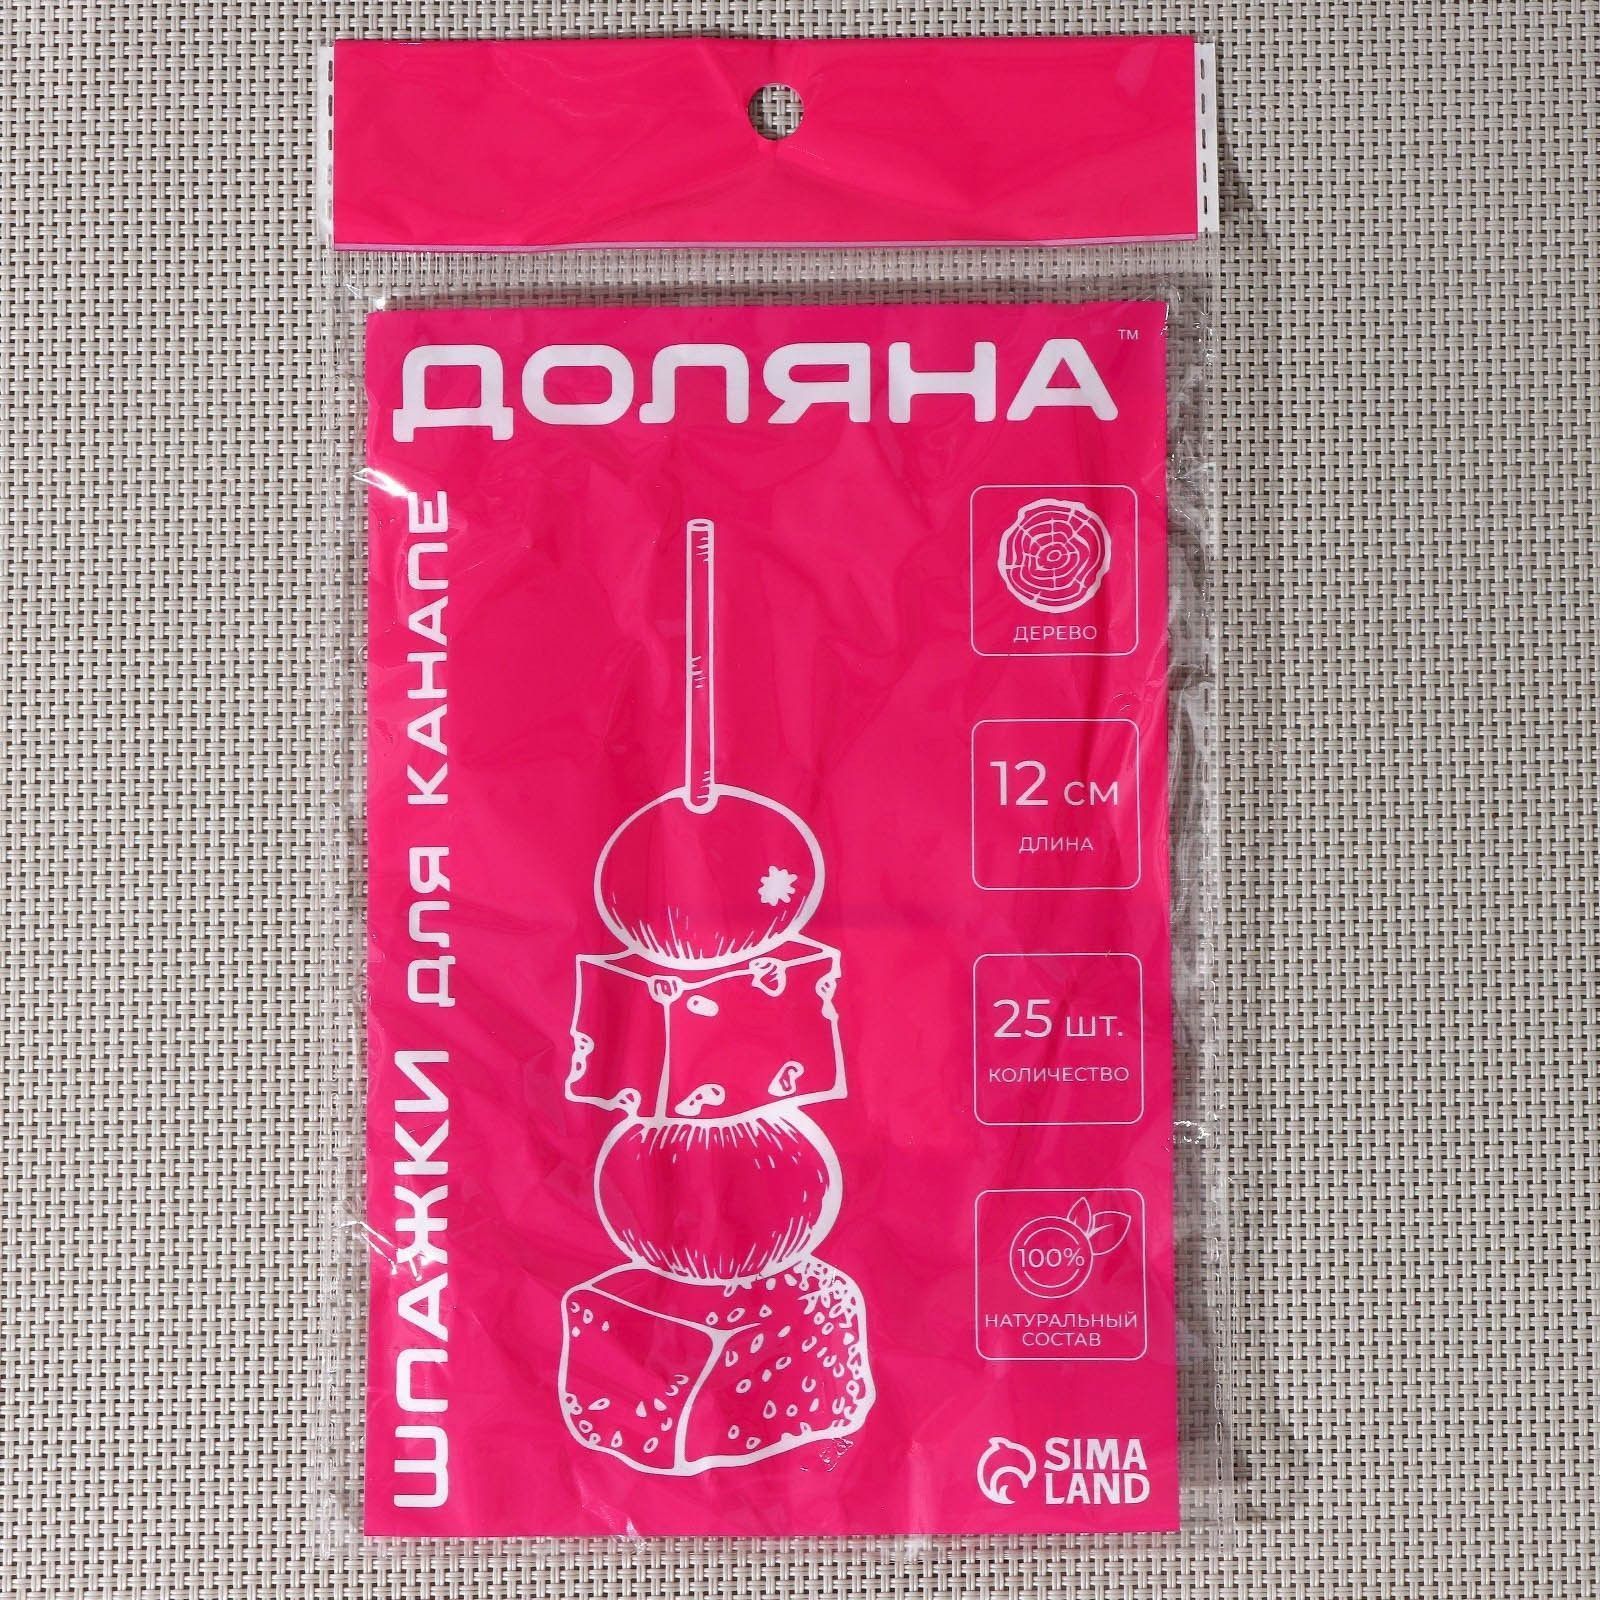 ДОЛЯНА™
ШПАЖКИ ДЛЯ КАНАПЕ
ДЕРЕВО
12 см
ДЛИНА
25 шт.
КОЛИЧЕСТВО
100%
НАТУРАЛЬНЫЙ
СОСТАВ
SIMA
LAND